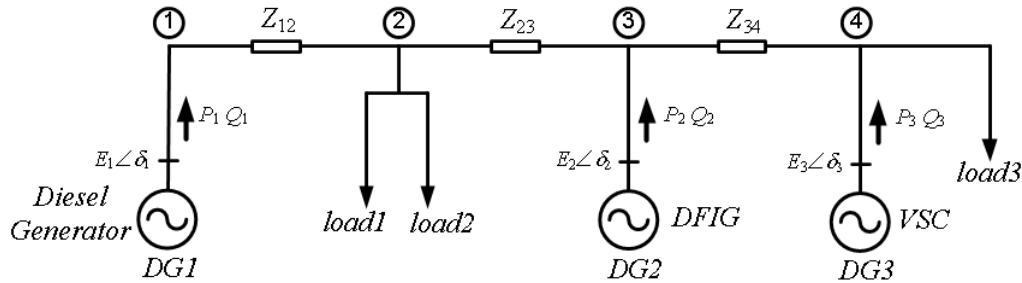 1 2 3 4
Z12 Z23 Z34
P1 Q1 P2 Q2 P3 Q3
E1∠δ1 E2∠δ2 E3∠δ3 load3
Diesel
Generator load1 load2 DFIG VSC
DG1 DG2 DG3